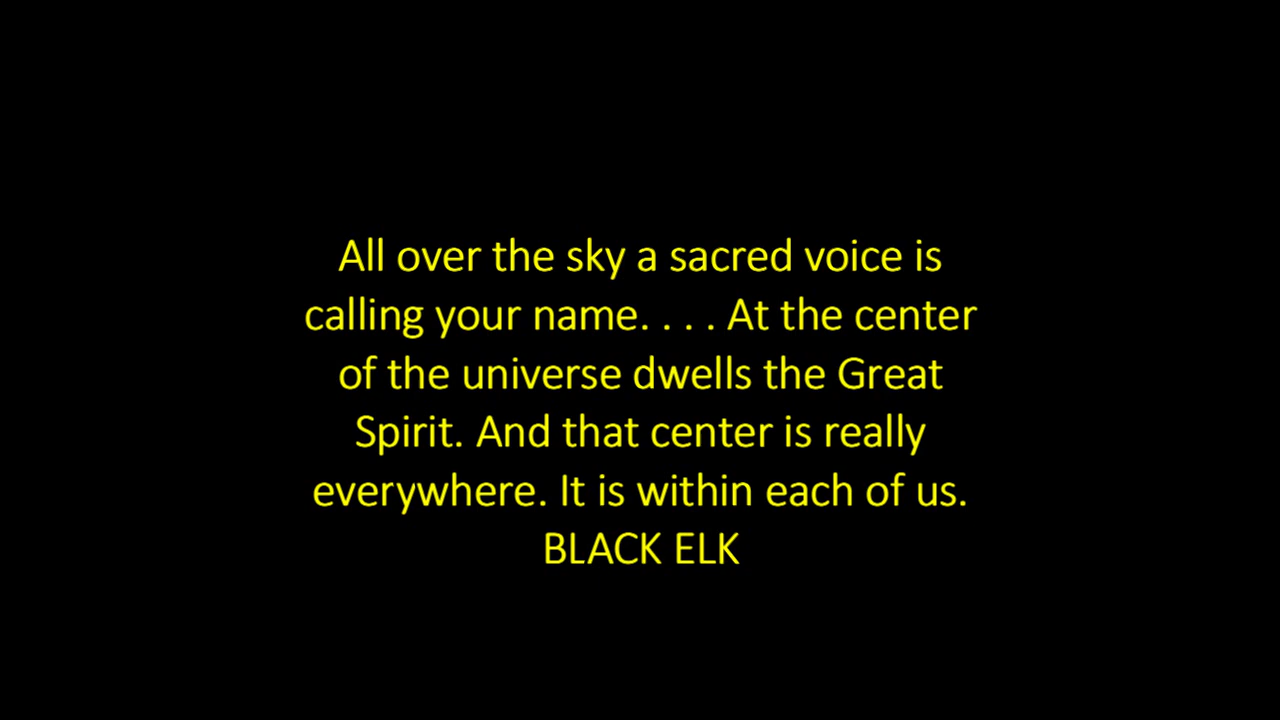 All over the sky a sacred voice is
calling your name. . . . At the center
of the universe dwells the Great
Spirit. And that center is really
everywhere. It is within each of us.
BLACK ELK